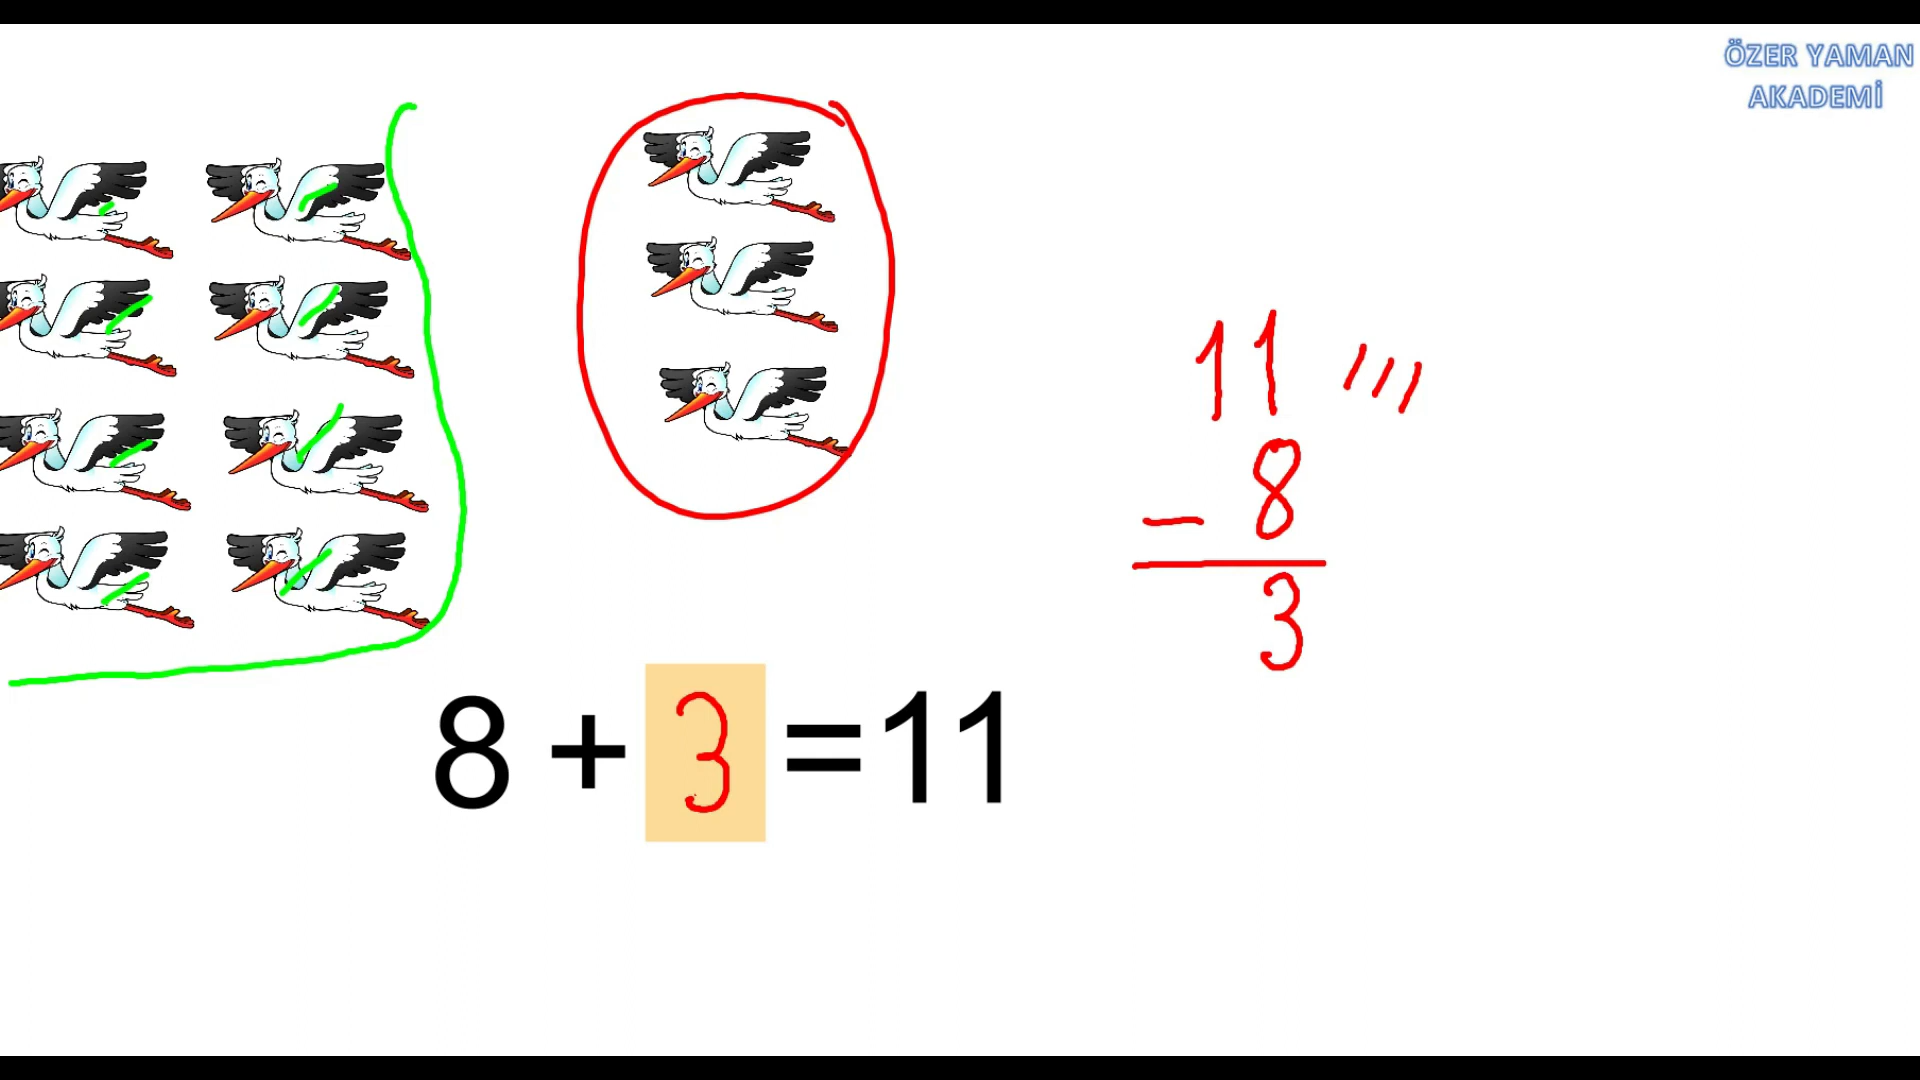 ÖZER YAMAN
AKADEMİ
11 ///
- 8
3
8 + 3 = 11